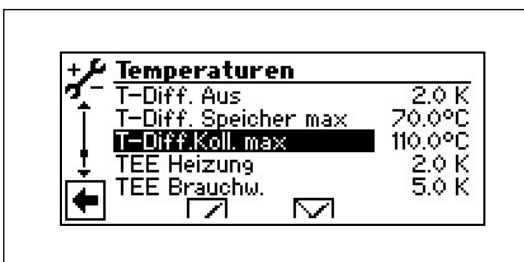 Temperaturen
T-Diff. Aus 2.0 K
T-Diff. Speicher max 70.0°C
T-Diff.Koll. max 110.0°C
TEE Heizung 2.0 K
TEE Brauchw. 5.0 K